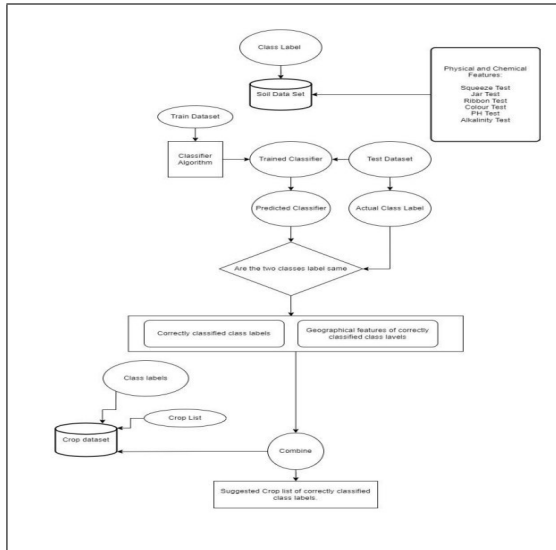 Class Label
Soil Data Set
Physical and Chemical
Features:
Squeeze Test
Jar Test
Ribbon Test
Colour Test
PH Test
Alkalinity Test
Train Dataset
Classifier
Algorithm
Trained Classifier
Test Dataset
Predicted Classifier
Actual Class Label
Are the two classes label same
Correctly classified class labels
Geographical features of correctly
classified class lavels
Class labels
Crop List
Crop dataset
Combine
Suggested Crop list of correctly classified
class labels.